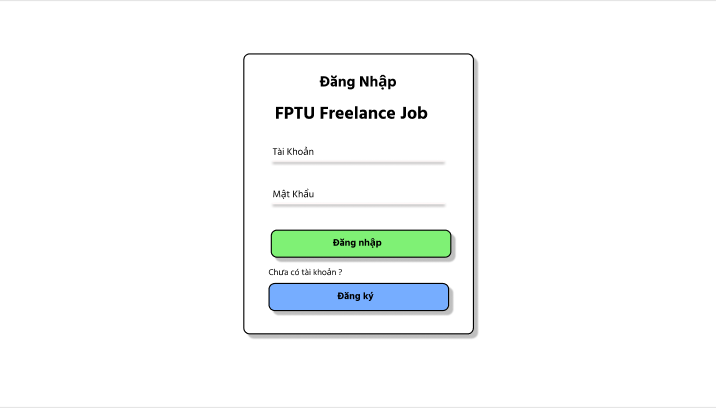 Đăng Nhập
FPTU Freelance Job
Tài Khoản
Mật Khẩu
Đăng nhập
Chưa có tài khoản ?
Đăng ký